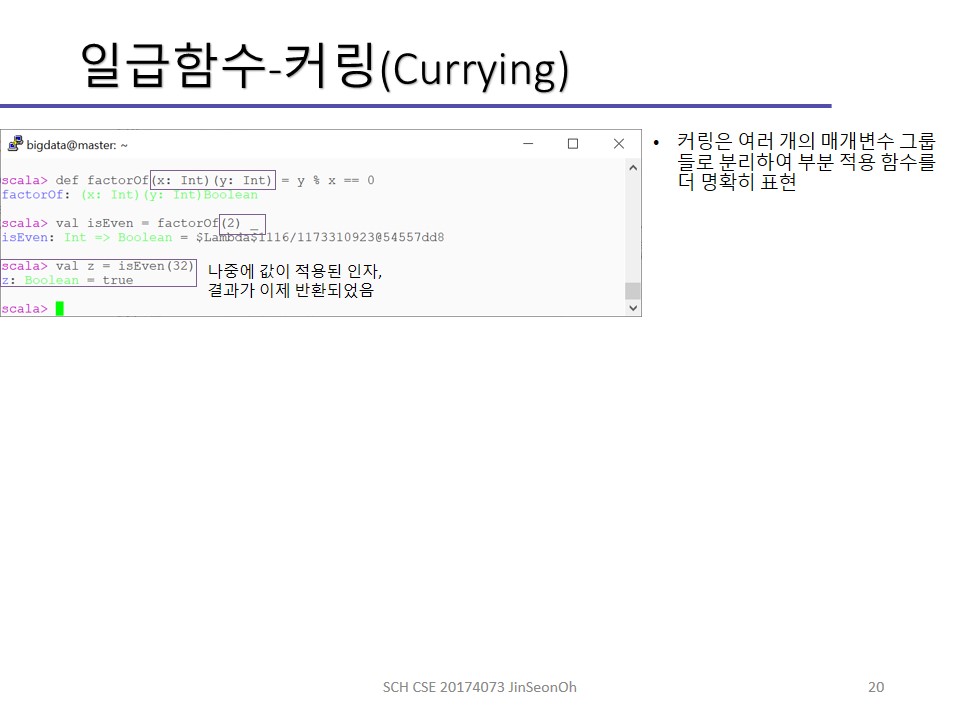 일급함수-커링(Currying)
bigdata@master: ~
scala> def factorOf(x: Int)(y: Int) = y % x == 0
factorOf: (x: Int)(y: Int)Boolean
scala> val isEven = factorOf(2) _
isEven: Int => Boolean = $Lambda$1116/1173310923@54557dd8
scala> val z = isEven(32)
z: Boolean = true
scala>
나중에 값이 적용된 인자,
결과가 이제 반환되었음
• 커링은 여러 개의 매개변수 그룹
들로 분리하여 부분 적용 함수를
더 명확히 표현
SCH CSE 20174073 JinSeonOh
20